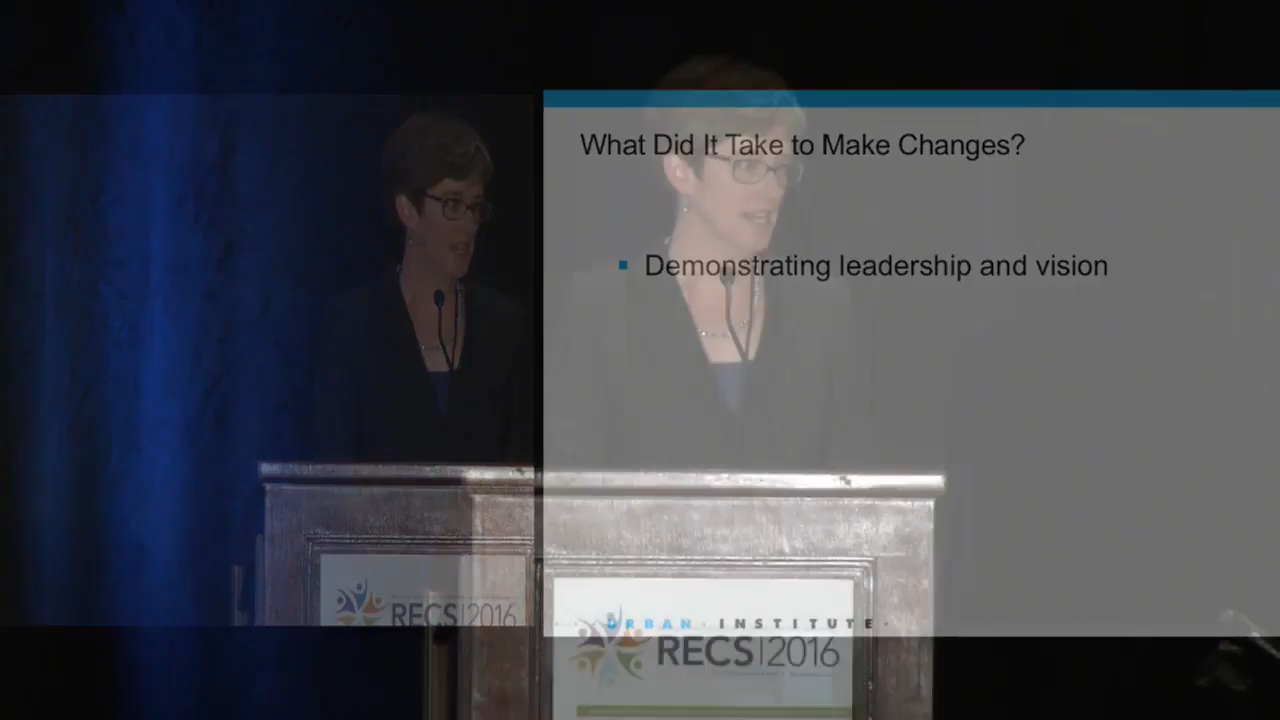 What Did It Take to Make Changes?
▪ Demonstrating leadership and vision
RECS|2016
URBAN INSTITUTE
RECS|2016